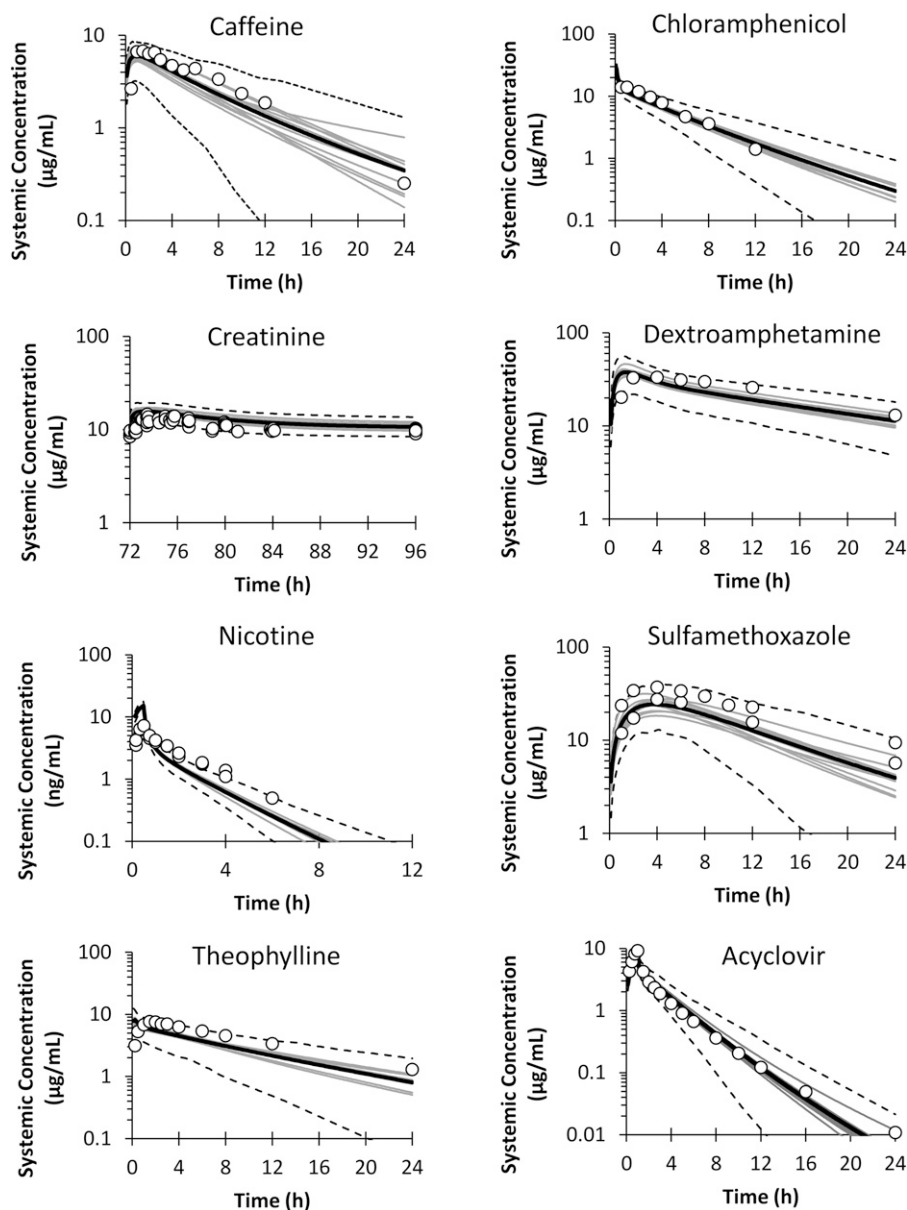 Caffeine
Systemic Concentration
(µg/mL)
10
1
0.1
0 4 8 12 16 20 24
Time (h)
Chloramphenicol
Systemic Concentration
(µg/mL)
100
10
1
0.1
0 4 8 12 16 20 24
Time (h)
Creatinine
Systemic Concentration
(µg/mL)
100
10
1
72 76 80 84 88 92 96
Time (h)
Dextroamphetamine
Systemic Concentration
(µg/mL)
100
10
1
0 4 8 12 16 20 24
Time (h)
Nicotine
Systemic Concentration
(ng/mL)
100
10
1
0.1
0 4 8 12
Time (h)
Sulfamethoxazole
Systemic Concentration
(µg/mL)
100
10
1
0 4 8 12 16 20 24
Time (h)
Theophylline
Systemic Concentration
(µg/mL)
100
10
1
0.1
0 4 8 12 16 20 24
Time (h)
Acyclovir
Systemic Concentration
(µg/mL)
10
1
0.1
0.01
0 4 8 12 16 20 24
Time (h)